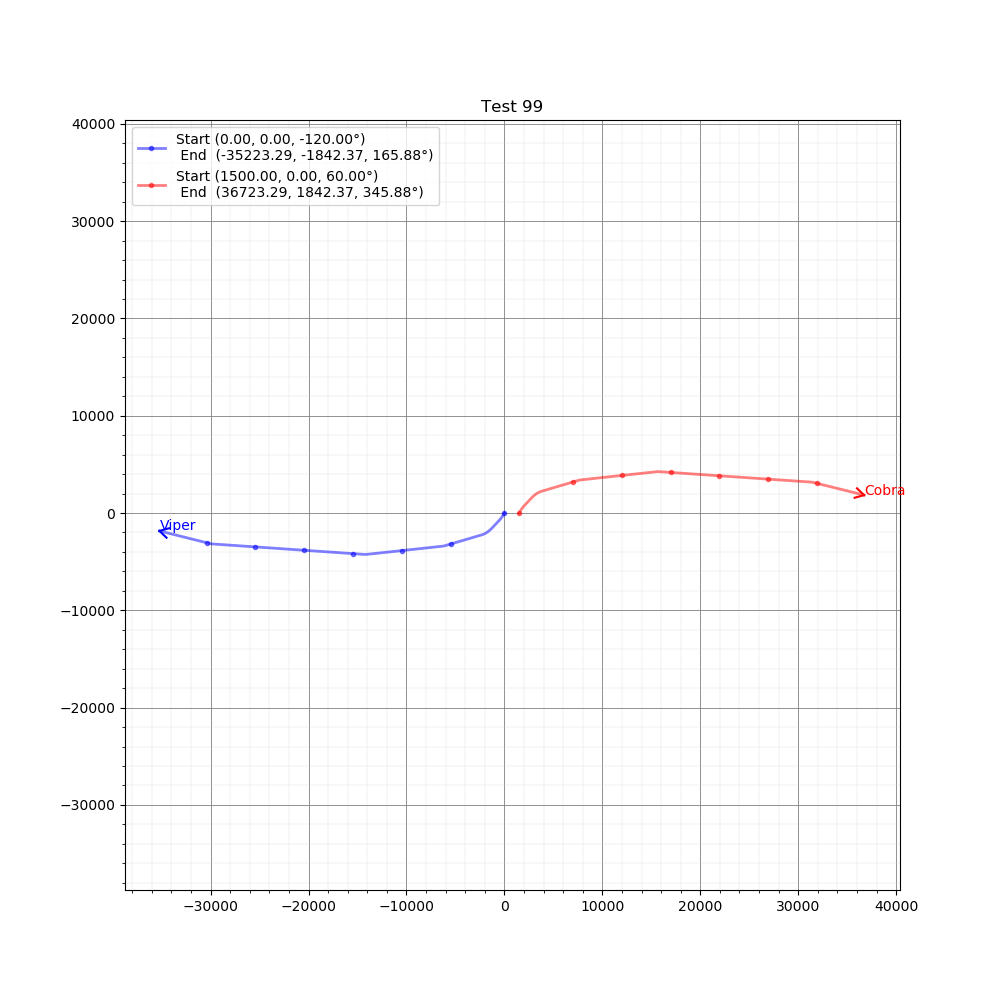 Test 99
Start (0.00, 0.00, -120.00°)
End (-35223.29, -1842.37, 165.88°)
Start (1500.00, 0.00, 60.00°)
End (36723.29, 1842.37, 345.88°)
40000
30000
20000
10000
0
−10000
−20000
−30000
Cobra
Viper
−30000 −20000 −10000 0 10000 20000 30000 40000